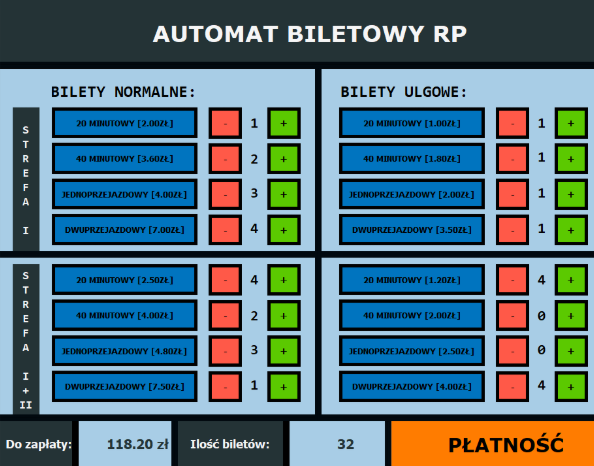 AUTOMAT BILETOWY RP
BILETY NORMALNE:
STREFA I
20 MINUTOWY [2.00ZŁ] - 1 +
40 MINUTOWY [3.60ZŁ] - 2 +
JEDNOPRZEJAZDOWY [4.00ZŁ] - 3 +
DWUPRZEJAZDOWY [7.00ZŁ] - 4 +
BILETY ULGOWE:
20 MINUTOWY [1.00ZŁ] - 1 +
40 MINUTOWY [1.80ZŁ] - 1 +
JEDNOPRZEJAZDOWY [2.00ZŁ] - 1 +
DWUPRZEJAZDOWY [3.50ZŁ] - 1 +
STREFA I+II
20 MINUTOWY [2.50ZŁ] - 4 +
40 MINUTOWY [4.00ZŁ] - 2 +
JEDNOPRZEJAZDOWY [4.80ZŁ] - 3 +
DWUPRZEJAZDOWY [7.50ZŁ] - 1 +
20 MINUTOWY [1.20ZŁ] - 4 +
40 MINUTOWY [2.00ZŁ] - 0 +
JEDNOPRZEJAZDOWY [2.50ZŁ] - 0 +
DWUPRZEJAZDOWY [4.00ZŁ] - 4 +
Do zapłaty: 118.20 zł Ilość biletów: 32 PŁATNOŚĆ